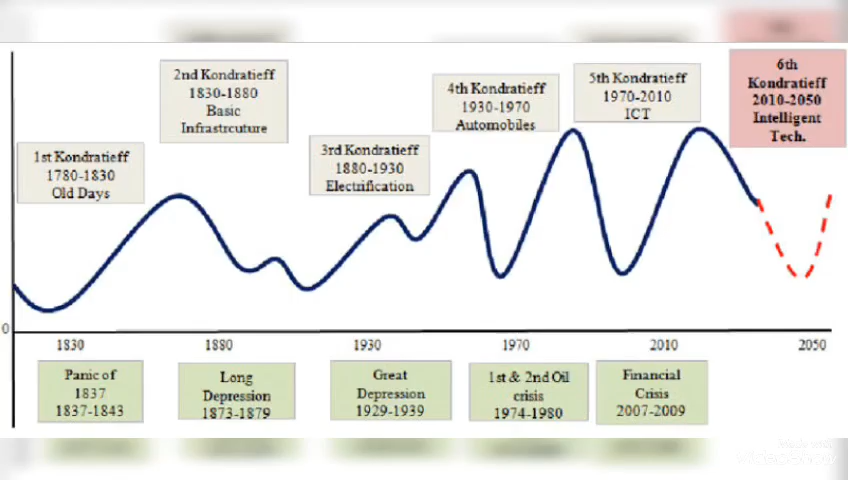 1st Kondratieff
1780-1830
Old Days
2nd Kondratieff
1830-1880
Basic
Infrastrcuture
3rd Kondratieff
1880-1930
Electrification
4th Kondratieff
1930-1970
Automobiles
5th Kondratieff
1970-2010
ICT
6th
Kondratieff
2010-2050
Intelligent
Tech.
0
1830 1880 1930 1970 2010 2050
Panic of
1837
1837-1843
Long
Depression
1873-1879
Great
Depression
1929-1939
1st & 2nd Oil
crisis
1974-1980
Financial
Crisis
2007-2009
Made with
VideoShow